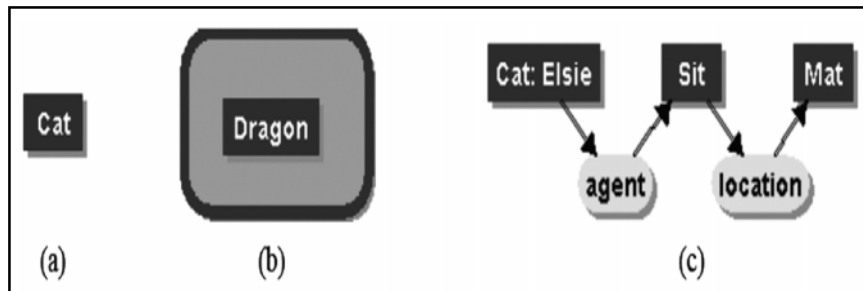 Cat
Dragon
Cat: Elsie
Sit
Mat
agent
location
(a)
(b)
(c)